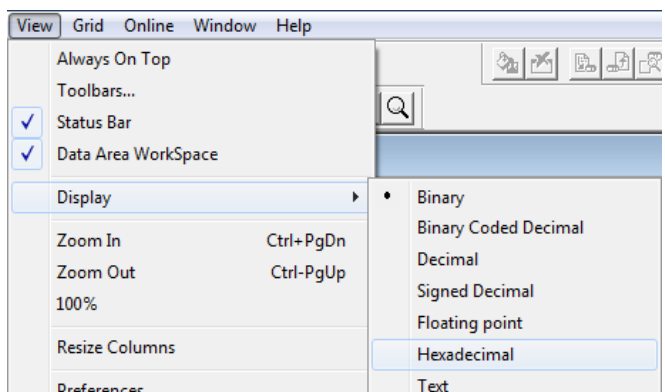 View Grid Online Window Help
Always On Top
Toolbars...
Status Bar
Data Area WorkSpace
Display
Zoom In Ctrl+PgDn
Zoom Out Ctrl-PgUp
100%
Resize Columns
Preferences
Binary
Binary Coded Decimal
Decimal
Signed Decimal
Floating point
Hexadecimal
Text